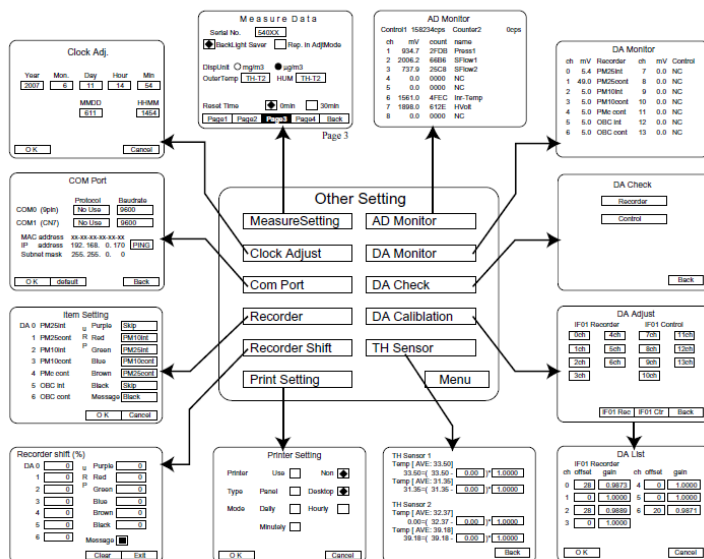 Measure Data
Serial No. 540XX
BackLight Saver Rep. in AdjMode
DispUnit mg/m3 µg/m3
OuterTemp TH-T2 HUM TH-T2
Reset Time 0min 30min
Page1 Page2 Page3 Page4 Back
Page 3
AD Monitor
Control1 158234cps Counter2 0cps
ch mV count name
1 934.7 2FDB Press1
2 2006.2 66B6 SFlow1
3 737.9 25C8 SFlow2
4 0.0 0000 NC
5 0.0 0000 NC
6 1561.0 4FEC Inr-Temp
7 1898.0 612E HVolt
8 0.0 0000 NC
Clock Adj.
Year Mon. Day Hour Min
2007 6 11 14 54
MMDD HHMM
611 1454
O K Cancel
DA Monitor
ch mV Recorder ch mV Control
0 5.4 PM25int 7 0.0 NC
1 49.0 PM25cont 8 0.0 NC
2 5.0 PM10int 9 0.0 NC
3 5.0 PM10cont 10 0.0 NC
4 5.0 PMc cont 11 0.0 NC
5 5.0 OBC int 12 0.0 NC
6 5.0 OBC cont 13 0.0 NC
COM Port
Protocol Baudrate
COM0 (9pin) No Use 9600
COM1 (CN7) No Use 9600
MAC address xx-xx-xx-xx-xx-xx
IP address 192. 168. 0. 170 PING
Subnet mask 255. 255. 0. 0
O K default Back
DA Check
Recorder
Control
Back
Other Setting
MeasureSetting AD Monitor
Clock Adjust DA Monitor
Com Port DA Check
Recorder DA Caliblation
Recorder Shift TH Sensor
Print Setting Menu
Item Setting
DA 0 PM25int Purple Skip
1 PM25cont Red PM10int
2 PM10int Green PM25int
3 PM10cont Blue PM10cont
4 PMc cont Brown PM25cont
5 OBC int Black Skip
6 OBC cont Message Black
u R P
O K Cancel
DA Adjust
IF01 Recorder IF01 Control
0ch 4ch 7ch 11ch
1ch 5ch 8ch 12ch
2ch 6ch 9ch 13ch
3ch 10ch
IF01 Rec IF01 Ctr Back
Recorder shift (%)
DA 0 0 Purple 0
1 0 Red 0
2 0 Green 0
3 0 Blue 0
4 0 Brown 0
5 0 Black 0
6 0 Message
u R P
Clear Exit
Printer Setting
Printer Use Non
Type Panel Desktop
Mode Daily Hourly
Minutely
O K Cancel
TH Sensor 1
Temp [ AVE: 33.50]
33.50=( 33.50 - 0.00 )* 1.0000
Temp [ AVE: 31.35]
31.35=( 31.35 - 0.00 )* 1.0000
TH Sensor 2
Temp [ AVE: 32.37]
0.00=( 32.37 - 0.00 )* 1.0000
Temp [ AVE: 39.18]
39.18=( 39.18 - 0.00 )* 1.0000
Back
DA List
IF01 Recorder
ch offset gain ch offset gain
0 28 0.9873 4 0 1.0000
1 0 1.0000 5 0 1.0000
2 28 0.9889 6 20 0.9871
3 0 1.0000
O K Cancel